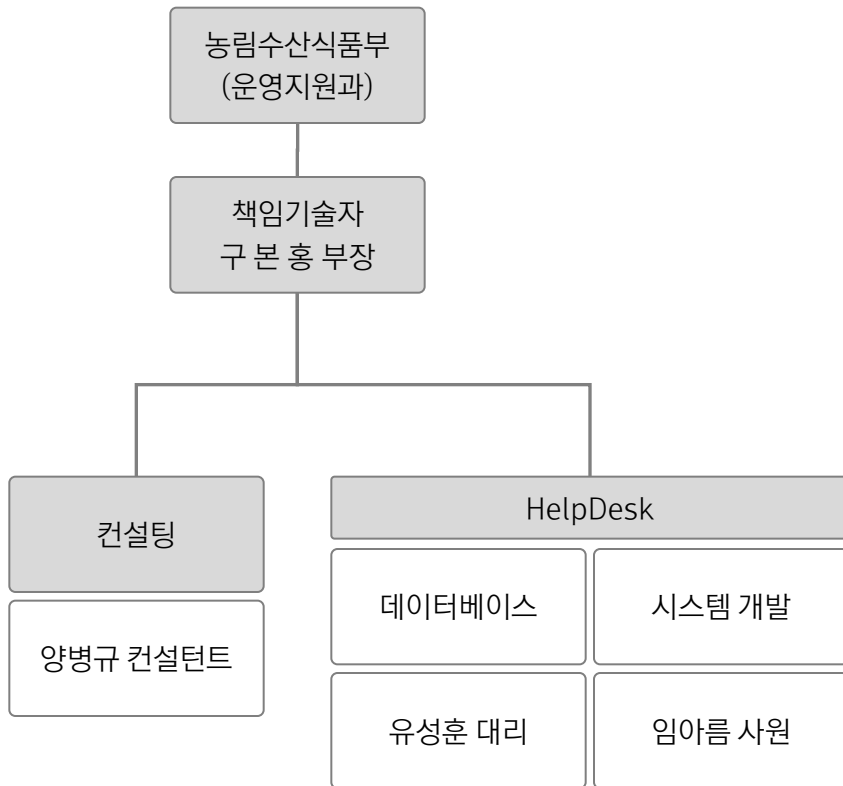 농림수산식품부
(운영지원과)
책임기술자
구 본 홍 부장
컨설팅
HelpDesk
양병규 컨설턴트
데이터베이스
시스템 개발
유성훈 대리
임아름 사원